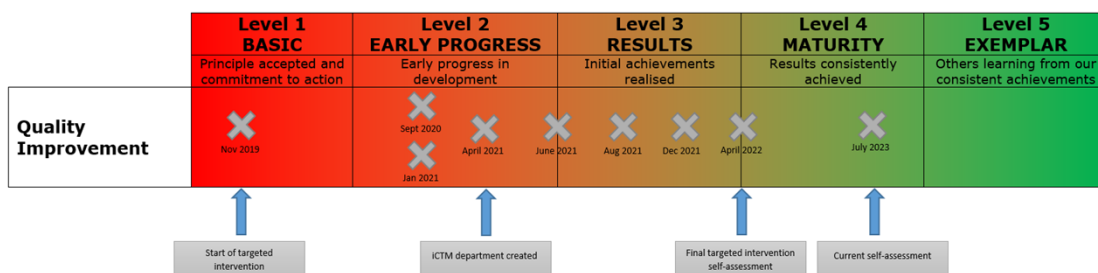 Level 1
BASIC
Level 2
EARLY PROGRESS
Level 3
RESULTS
Level 4
MATURITY
Level 5
EXEMPLAR
Principle accepted and
commitment to action
Early progress in
development
Initial achievements
realised
Results consistently
achieved
Others learning from our
consistent achievements
Quality
Improvement
Nov 2019
Sept 2020
Jan 2021
April 2021
June 2021
Aug 2021
Dec 2021
April 2022
July 2023
Start of targeted
intervention
iCTM department created
Final targeted intervention
self-assessment
Current self-assessment